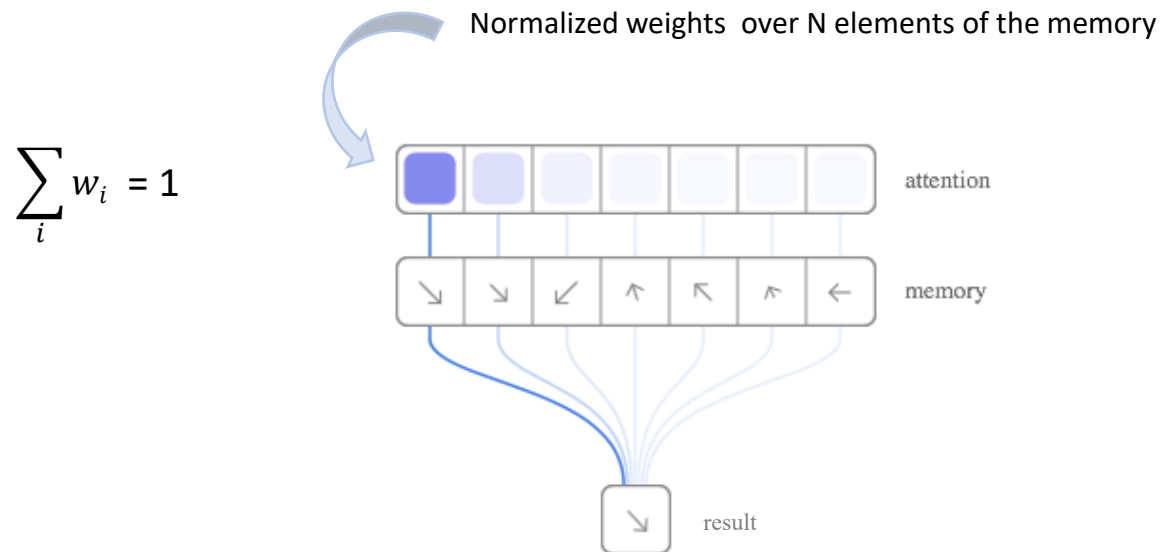 Normalized weights  over N elements of the memory
∑ᵢ wᵢ = 1
attention
memory
result